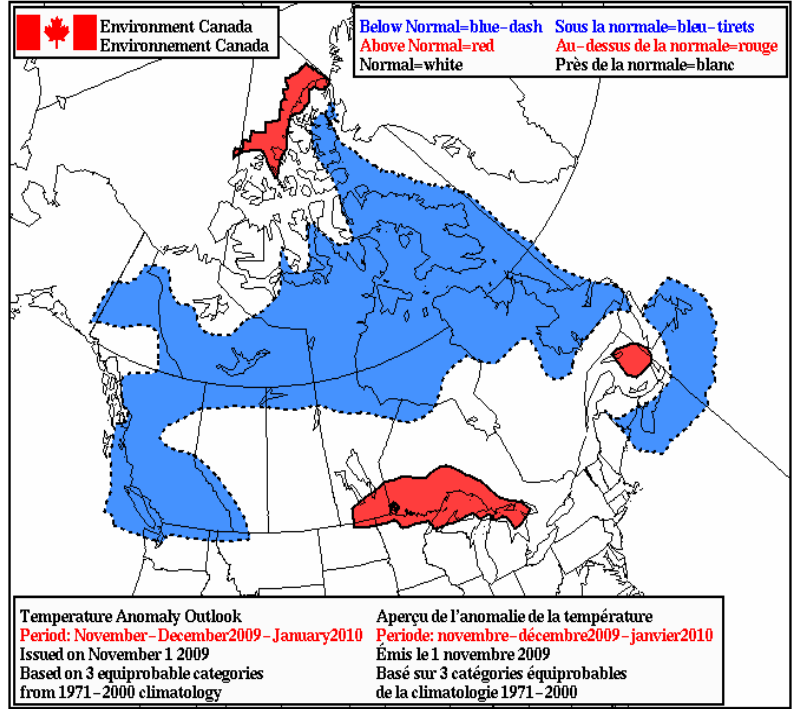 Environment Canada
Environnement Canada
Below Normal=blue-dash Sous la normale=bleu-tirets
Above Normal=red Au-dessus de la normale=rouge
Normal=white Près de la normale=blanc
Temperature Anomaly Outlook
Period: November-December2009-January2010
Issued on November 1 2009
Based on 3 equiprobable categories
from 1971-2000 climatology
Aperçu de l'anomalie de la température
Periode: novembre-décembre2009-janvier2010
Émis le 1 novembre 2009
Basé sur 3 catégories équiprobables
de la climatologie 1971-2000